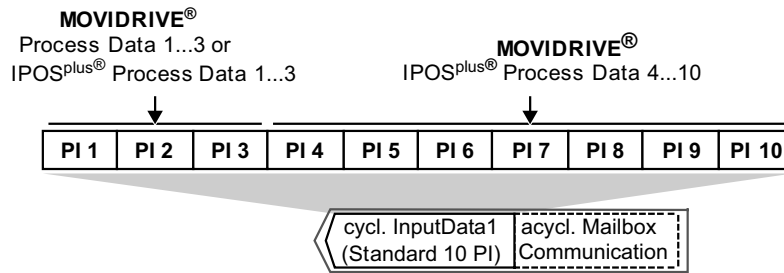 MOVIDRIVE®
Process Data 1...3 or
IPOSplus® Process Data 1...3
MOVIDRIVE®
IPOSplus® Process Data 4...10
PI 1 PI 2 PI 3 PI 4 PI 5 PI 6 PI 7 PI 8 PI 9 PI 10
cycl. InputData1
(Standard 10 PI)
acycl. Mailbox
Communication